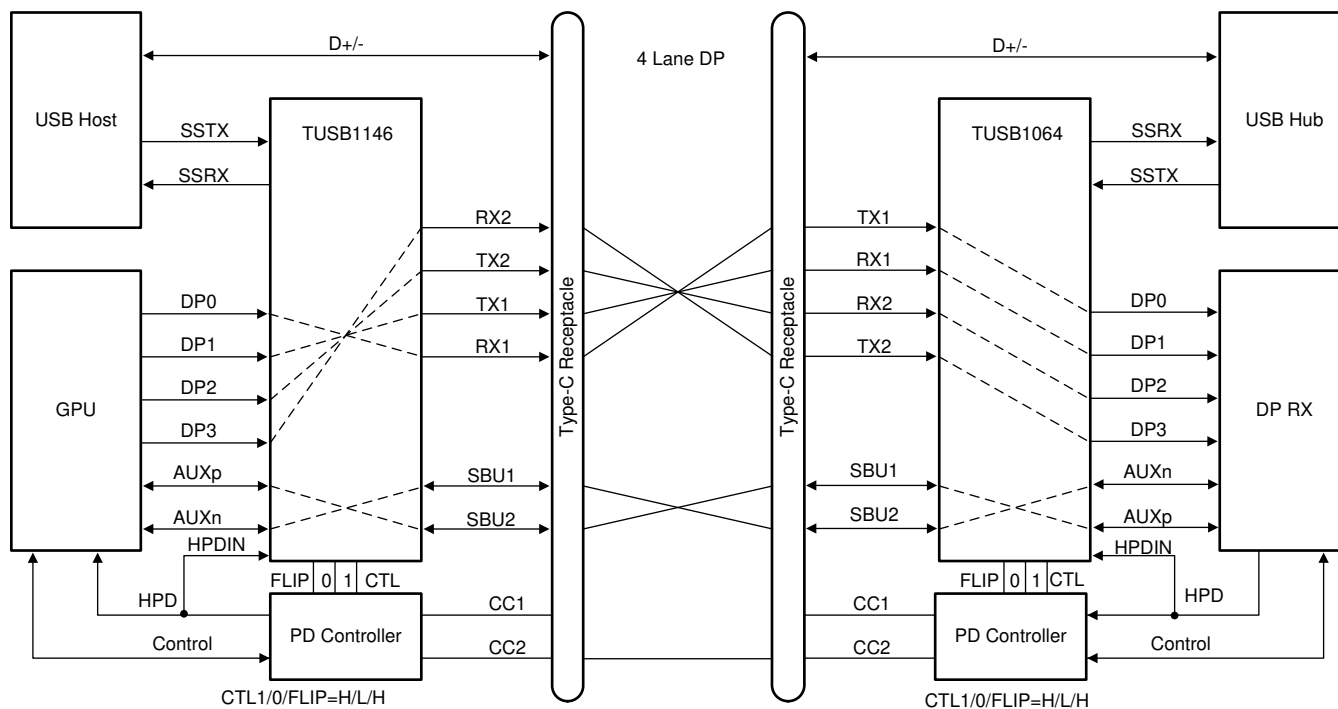 D+/-
4 Lane DP
D+/-
USB Host
TUSB1146
TUSB1064
USB Hub
SSTX
SSRX
SSRX
SSTX
RX2
TX2
TX1
RX1
TX1
RX1
RX2
TX2
GPU
DP0
DP1
DP2
DP3
AUXp
AUXn
HPDIN
SBU1
SBU2
Type-C Receptacle
Type-C Receptacle
SBU1
SBU2
DP0
DP1
DP2
DP3
AUXn
AUXp
HPDIN
DP RX
FLIP 0 1 CTL
FLIP 0 1 CTL
HPD
Control
PD Controller
CC1
CC2
CC1
CC2
PD Controller
HPD
Control
CTL1/0/FLIP=H/L/H
CTL1/0/FLIP=H/L/H